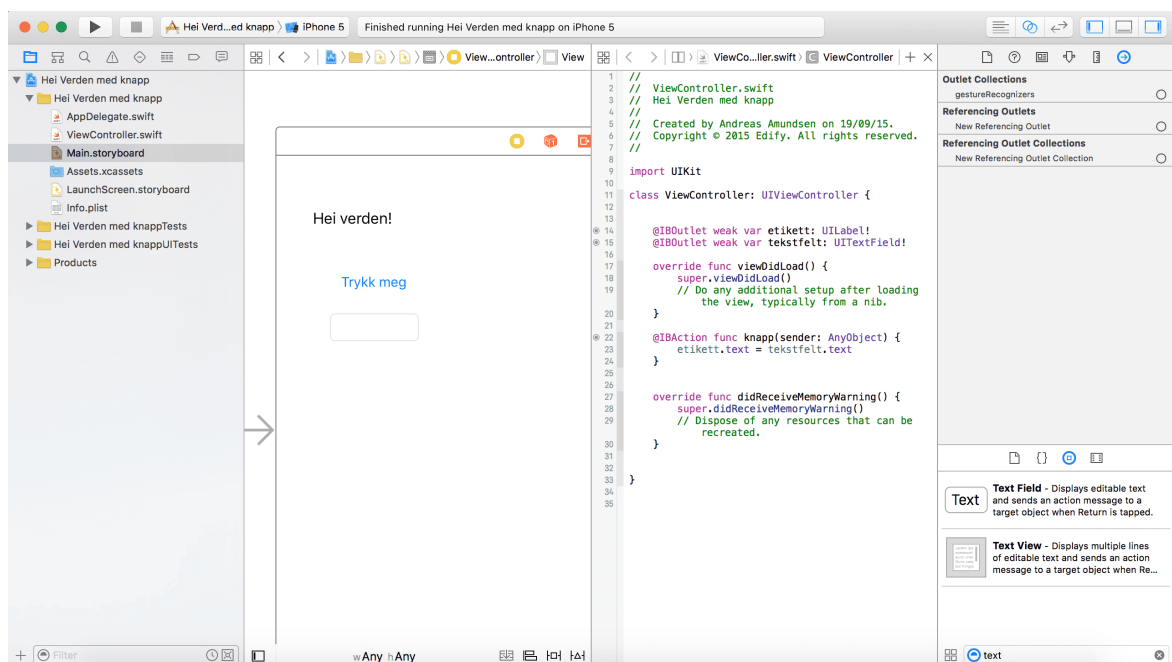 Hei Verd...ed knapp
iPhone 5
Finished running Hei Verden med knapp on iPhone 5
View...ontroller
View
ViewCo...ller.swift
ViewController
Hei Verden med knapp
Hei Verden med knapp
AppDelegate.swift
ViewController.swift
Main.storyboard
Assets.xcassets
LaunchScreen.storyboard
Info.plist
Hei Verden med knappTests
Hei Verden med knappUITests
Products
Filter
Hei verden!
Trykk meg
wAny hAny
1 //
2 //  ViewController.swift
3 //  Hei Verden med knapp
4 //
5 //  Created by Andreas Amundsen on 19/09/15.
6 //  Copyright © 2015 Edify. All rights reserved.
7 //
8
9 import UIKit
10
11 class ViewController: UIViewController {
12
13
14 @IBOutlet weak var etikett: UILabel!
15 @IBOutlet weak var tekstfelt: UITextField!
16
17 override func viewDidLoad() {
18 super.viewDidLoad()
19 // Do any additional setup after loading
the view, typically from a nib.
20 }
21
22 @IBAction func knapp(sender: AnyObject) {
23 etikett.text = tekstfelt.text
24 }
25
26
27 override func didReceiveMemoryWarning() {
28 super.didReceiveMemoryWarning()
29 // Dispose of any resources that can be
recreated.
30 }
31
32
33 }
34
35
Outlet Collections
gestureRecognizers
Referencing Outlets
New Referencing Outlet
Referencing Outlet Collections
New Referencing Outlet Collection
Text
Text Field - Displays editable text
and sends an action message to a
target object when Return is tapped.
Text View - Displays multiple lines
of editable text and sends an action
message to a target object when Re...
text